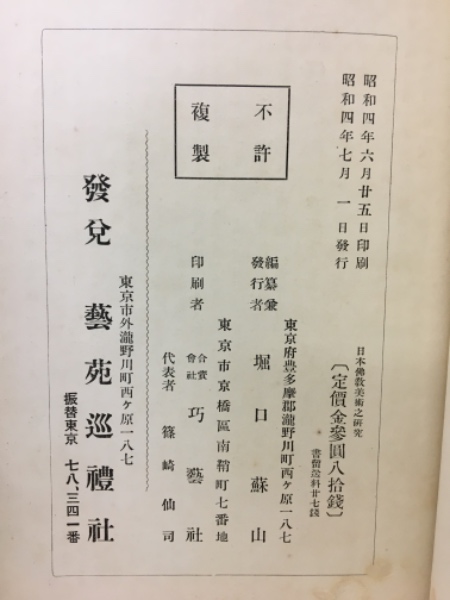 昭和四年六月廿五日印刷
昭和四年七月一日發行
日本佛教美術之研究
〔定價金參圓八拾錢〕
書留送料廿七錢
不許
複製
東京府豊多摩郡瀧野川町西ヶ原一八七
編纂兼
發行者
堀口蘇山
東京市京橋區南鞘町七番地
印刷者
合資
會社
巧藝社
代表者 篠崎仙司
東京市外瀧野川町西ヶ原一八七
發兌 藝苑巡禮社
振替東京 七八、三四一番